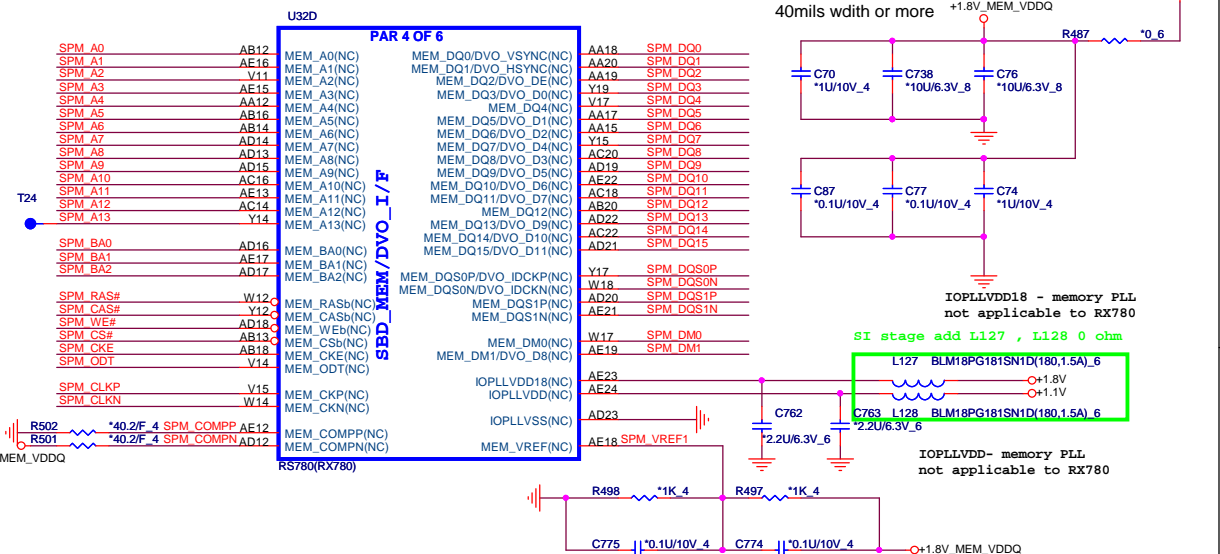 U32D
PAR 4 OF 6
40mils wdith or more
+1.8V_MEM_VDDQ
R487
*0_6
SPM_A0 AB12 MEM_A0(NC)
SPM_A1 AE16 MEM_A1(NC)
SPM_A2 V11 MEM_A2(NC)
SPM_A3 AE15 MEM_A3(NC)
SPM_A4 AA12 MEM_A4(NC)
SPM_A5 AB16 MEM_A5(NC)
SPM_A6 AB14 MEM_A6(NC)
SPM_A7 AD14 MEM_A7(NC)
SPM_A8 AD13 MEM_A8(NC)
SPM_A9 AD15 MEM_A9(NC)
SPM_A10 AC16 MEM_A10(NC)
SPM_A11 AE13 MEM_A11(NC)
SPM_A12 AC14 MEM_A12(NC)
T24
SPM_A13 Y14 MEM_A13(NC)
SPM_BA0 AD16 MEM_BA0(NC)
SPM_BA1 AE17 MEM_BA1(NC)
SPM_BA2 AD17 MEM_BA2(NC)
SPM_RAS# W12 MEM_RASb(NC)
SPM_CAS# Y12 MEM_CASb(NC)
SPM_WE# AD18 MEM_WEb(NC)
SPM_CS# AB13 MEM_CSb(NC)
SPM_CKE AB18 MEM_CKE(NC)
SPM_ODT V14 MEM_ODT(NC)
SPM_CLKP V15 MEM_CKP(NC)
SPM_CLKN W14 MEM_CKN(NC)
R502 *40.2/F_4 SPM_COMPP AE12 MEM_COMPP(NC)
R501 *40.2/F_4 SPM_COMPN AD12 MEM_COMPN(NC)
MEM_VDDQ
SBD_MEM/DVO_I/F
RS780(RX780)
MEM_DQ0/DVO_VSYNC(NC) AA18 SPM_DQ0
MEM_DQ1/DVO_HSYNC(NC) AA20 SPM_DQ1
MEM_DQ2/DVO_DE(NC) AA19 SPM_DQ2
MEM_DQ3/DVO_D0(NC) Y19 SPM_DQ3
MEM_DQ4(NC) V17 SPM_DQ4
MEM_DQ5/DVO_D1(NC) AA17 SPM_DQ5
MEM_DQ6/DVO_D2(NC) AA15 SPM_DQ6
MEM_DQ7/DVO_D4(NC) Y15 SPM_DQ7
MEM_DQ8/DVO_D3(NC) AC20 SPM_DQ8
MEM_DQ9/DVO_D5(NC) AD19 SPM_DQ9
MEM_DQ10/DVO_D6(NC) AE22 SPM_DQ10
MEM_DQ11/DVO_D7(NC) AC18 SPM_DQ11
MEM_DQ12(NC) AB20 SPM_DQ12
MEM_DQ13/DVO_D9(NC) AD22 SPM_DQ13
MEM_DQ14/DVO_D10(NC) AC22 SPM_DQ14
MEM_DQ15/DVO_D11(NC) AD21 SPM_DQ15
MEM_DQS0P/DVO_IDCKP(NC) Y17 SPM_DQS0P
MEM_DQS0N/DVO_IDCKN(NC) W18 SPM_DQS0N
MEM_DQS1P(NC) AD20 SPM_DQS1P
MEM_DQS1N(NC) AE21 SPM_DQS1N
MEM_DM0(NC) W17 SPM_DM0
MEM_DM1/DVO_D8(NC) AE19 SPM_DM1
IOPLLVDD18(NC) AE23
IOPLLVDD(NC) AE24
IOPLLVSS(NC) AD23
MEM_VREF(NC) AE18 SPM_VREF1
C70
*1U/10V_4
C738
*10U/6.3V_8
C76
*10U/6.3V_8
C87
*0.1U/10V_4
C77
*0.1U/10V_4
C74
*1U/10V_4
IOPLLVDD18 - memory PLL
not applicable to RX780
SI stage add L127 , L128 0 ohm
L127 BLM18PG181SN1D(180,1.5A)_6
+1.8V
+1.1V
L128 BLM18PG181SN1D(180,1.5A)_6
C762
*2.2U/6.3V_6
C763
*2.2U/6.3V_6
IOPLLVDD- memory PLL
not applicable to RX780
R498 *1K_4
R497 *1K_4
C775 *0.1U/10V_4
C774 *0.1U/10V_4
+1.8V_MEM_VDDQ